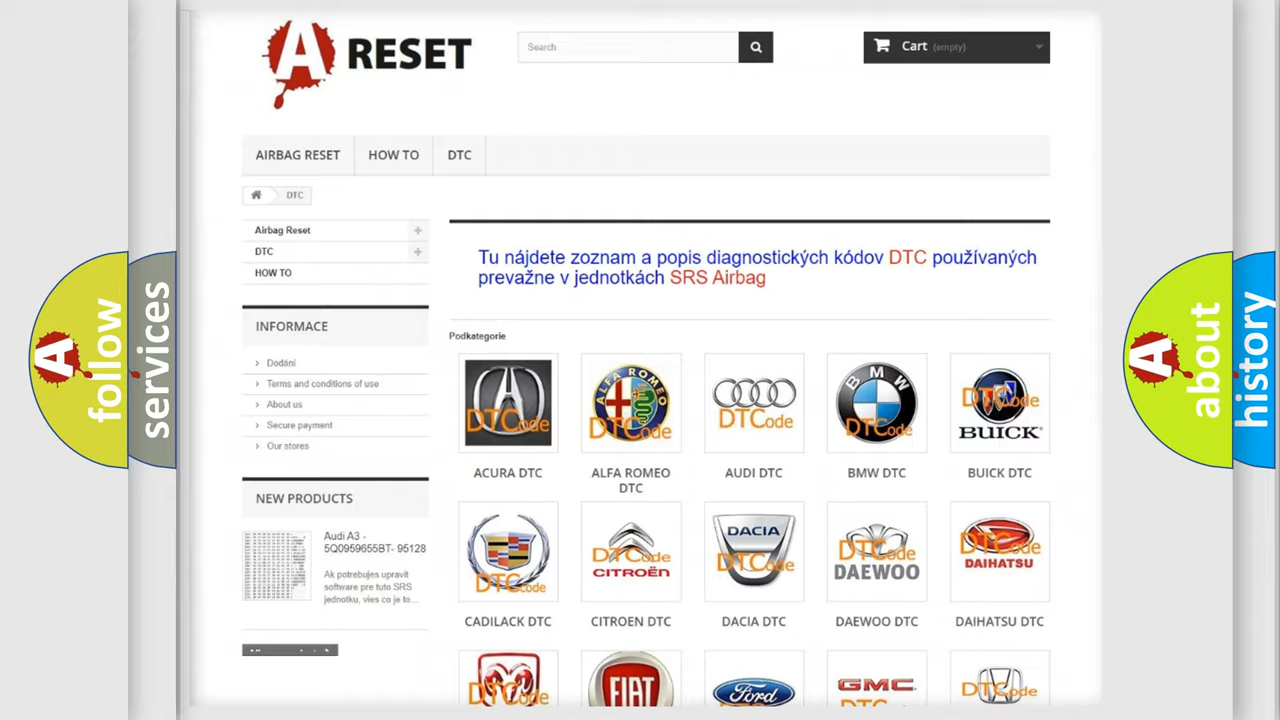 A RESET
Search
Cart (empty)
AIRBAG RESET
HOW TO
DTC
DTC
Airbag Reset
DTC
HOW TO
Tu nájdete zoznam a popis diagnostických kódov DTC používaných
prevažne v jednotkách SRS Airbag
INFORMACE
Dodání
Terms and conditions of use
About us
Secure payment
Our stores
NEW PRODUCTS
Audi A3 -
5Q0959655BT- 95128
Ak potrebujes upravit
software pre tuto SRS
jednotku, vies co je to...
Podkategorie
DTCode
ALFA ROMEO
DTCode
DTCode
BMW
DTCode
DTCode
BUICK
ACURA DTC
ALFA ROMEO
DTC
AUDI DTC
BMW DTC
BUICK DTC
DTCode
DTCode
CITROËN
DACIA
DTCode
DTCode
DAEWOO
DTCode
DAIHATSU
CADILACK DTC
CITROEN DTC
DACIA DTC
DAEWOO DTC
DAIHATSU DTC
DTCode
FIAT
Ford
GMC
DTCode
A follow
services
A about
history